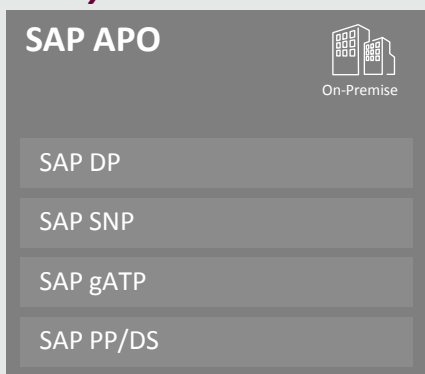 SAP APO
On-Premise
SAP DP
SAP SNP
SAP gATP
SAP PP/DS